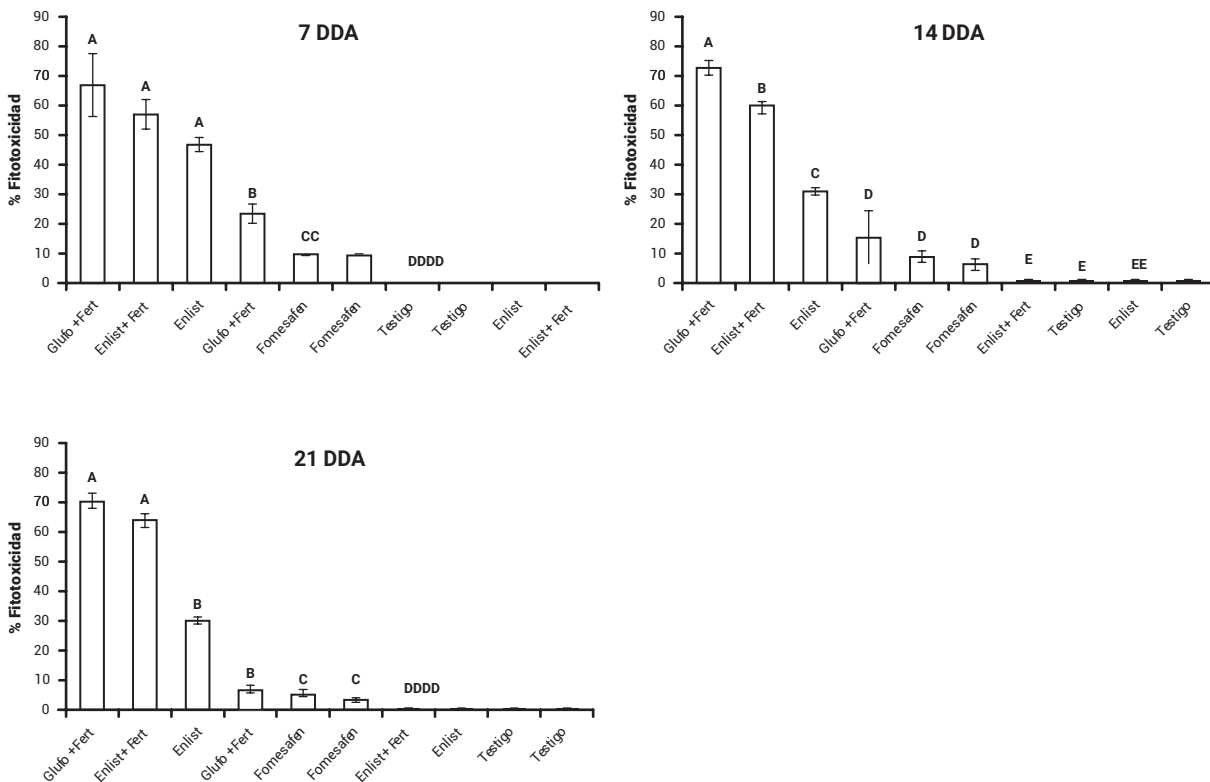 7 DDA
% Fitotoxicidad
90
80
70
60
50
40
30
20
10
0
A
A
A
B
CC
DDDD
Glufo +Fert
Enlist+ Fert
Enlist
Glufo +Fert
Fomesafen
Fomesafen
Testigo
Testigo
Enlist
Enlist+ Fert
14 DDA
% Fitotoxicidad
90
80
70
60
50
40
30
20
10
0
A
B
C
D
D
D
E
E
EE
Glufo +Fert
Enlist+ Fert
Enlist
Glufo +Fert
Fomesafen
Fomesafen
Enlist+ Fert
Testigo
Enlist
Testigo
21 DDA
% Fitotoxicidad
90
80
70
60
50
40
30
20
10
0
A
A
B
B
C
C
DDDD
Glufo +Fert
Enlist+ Fert
Enlist
Glufo +Fert
Fomesafen
Fomesafen
Enlist+ Fert
Enlist
Testigo
Testigo